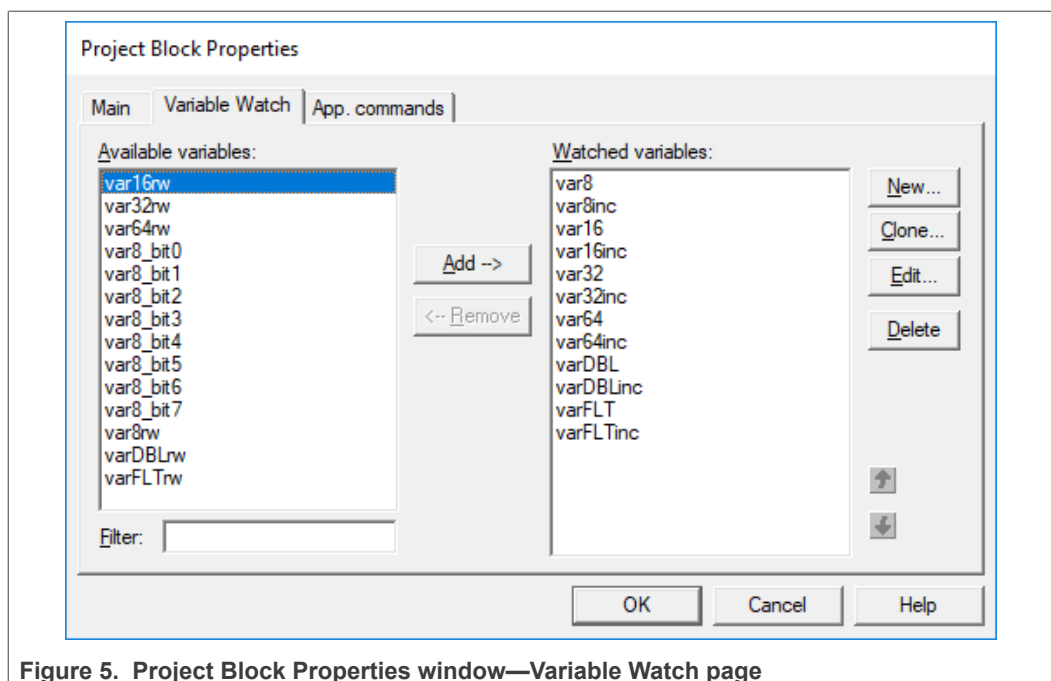 Project Block Properties
Main Variable Watch App. commands
Available variables:
var16rw
var32rw
var64rw
var8_bit0
var8_bit1
var8_bit2
var8_bit3
var8_bit4
var8_bit5
var8_bit6
var8_bit7
var8rw
varDBLrw
varFLTrw
Filter:
Add -->
<-- Remove
Watched variables:
var8
var8inc
var16
var16inc
var32
var32inc
var64
var64inc
varDBL
varDBLinc
varFLT
varFLTinc
New...
Clone...
Edit...
Delete
OK Cancel Help
Figure 5. Project Block Properties window—Variable Watch page